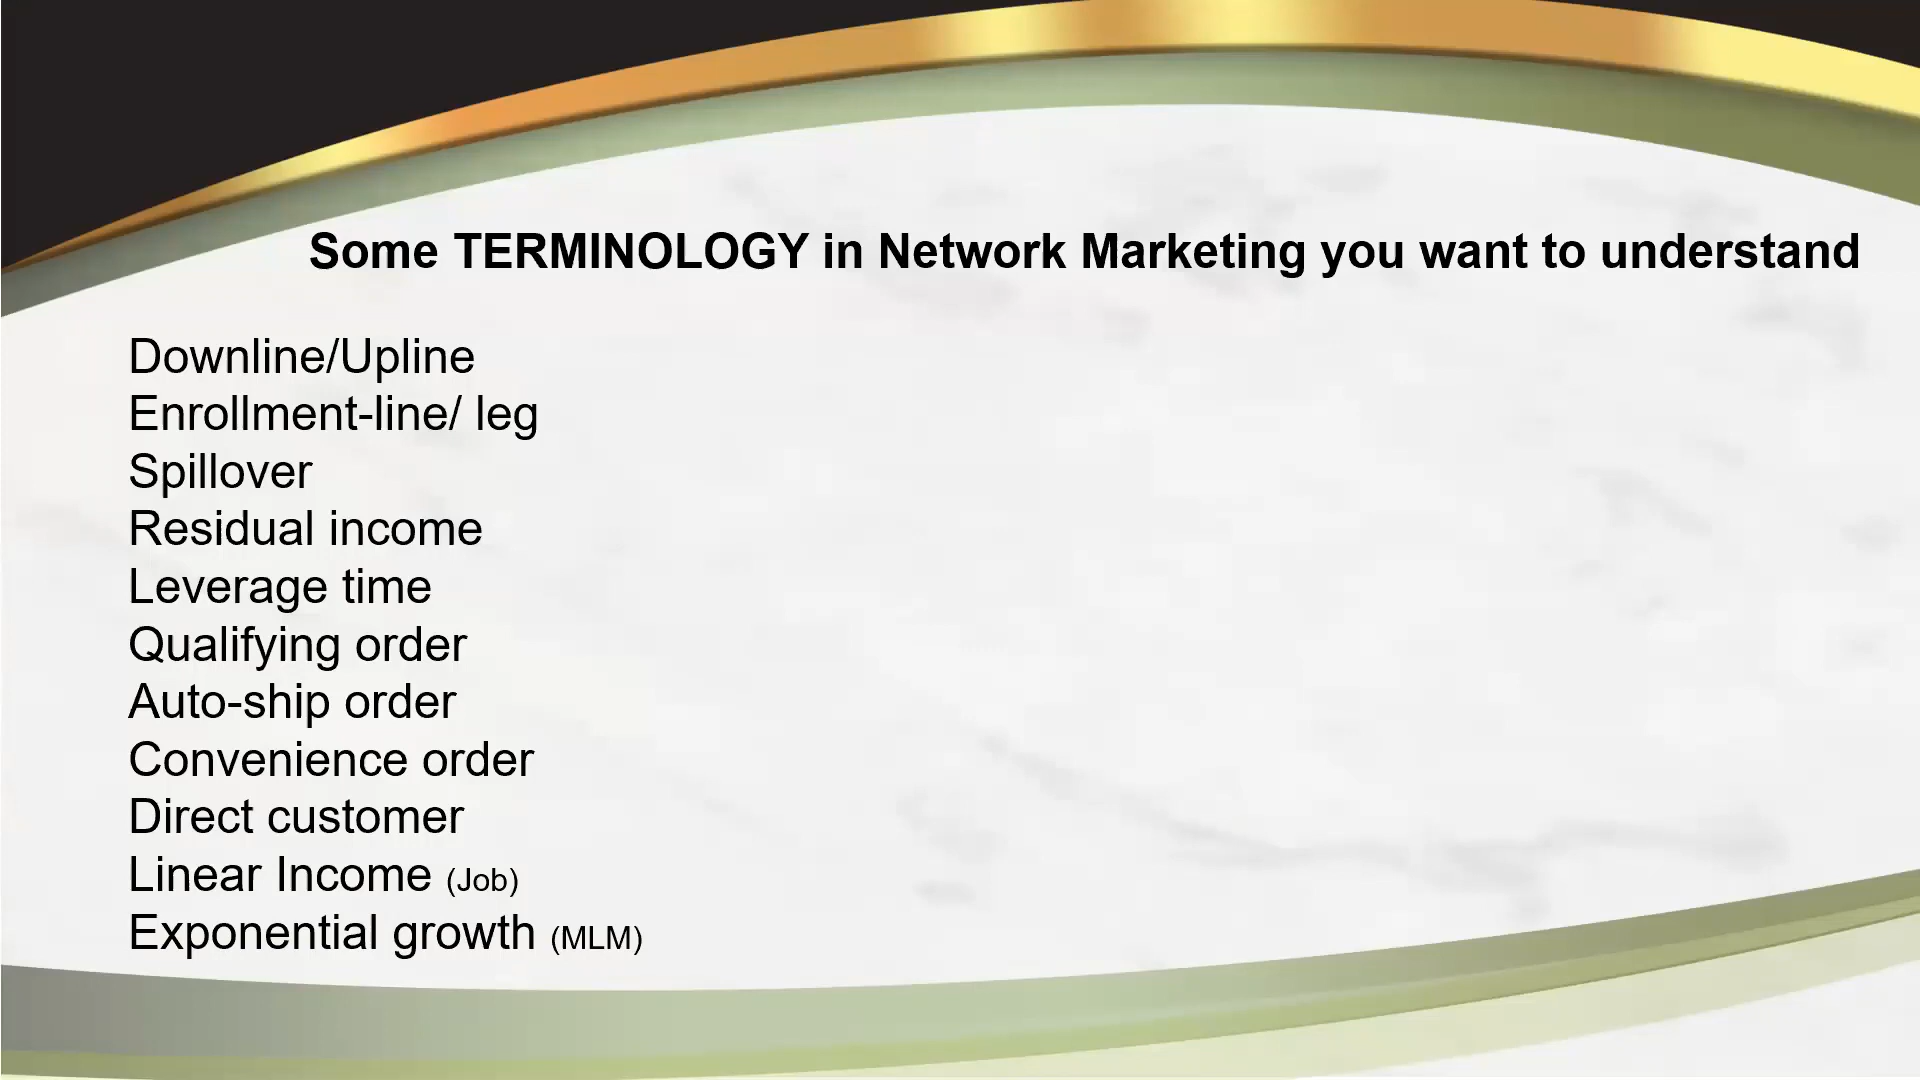 Some TERMINOLOGY in Network Marketing you want to understand
Downline/Upline
Enrollment-line/ leg
Spillover
Residual income
Leverage time
Qualifying order
Auto-ship order
Convenience order
Direct customer
Linear Income (Job)
Exponential growth (MLM)